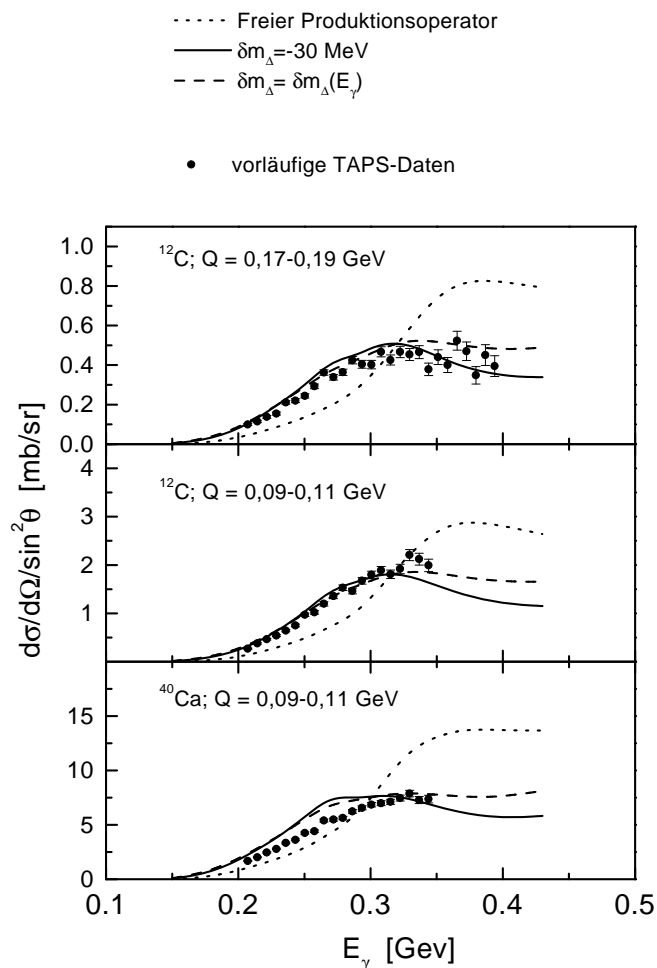 Freier Produktionsoperator
δm_Δ=-30 MeV
δm_Δ= δm_Δ(E_γ)
vorläufige TAPS-Daten
1.0
¹²C; Q = 0,17-0,19 GeV
0.8
0.6
0.4
0.2
0.0
4
¹²C; Q = 0,09-0,11 GeV
3
2
1
⁴⁰Ca; Q = 0,09-0,11 GeV
15
10
5
0
dσ/dΩ/sin²θ [mb/sr]
0.1 0.2 0.3 0.4 0.5
E_γ [Gev]